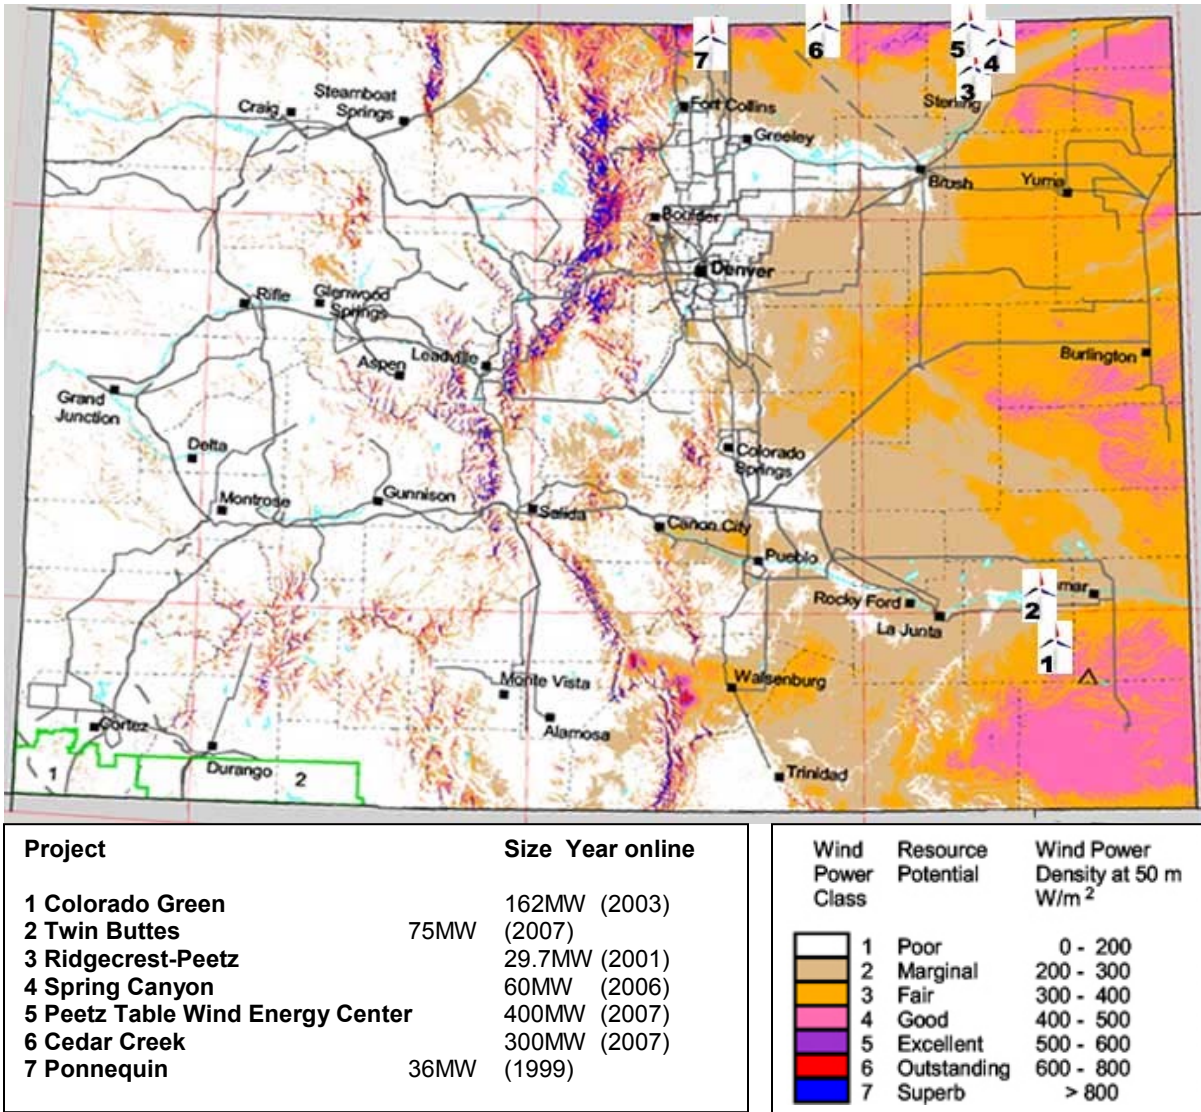 7
6
5
4
3
Steamboat
Springs
Craig
Fort Collins
Sterling
Greeley
Brush
Yuma
Boulder
Denver
Rifle
Glenwood
Springs
Leadville
Aspen
Burlington
Grand
Junction
Delta
Colorado
Springs
Montrose
Gunnison
Salida
Cañon City
Pueblo
Rocky Ford
mar
2
La Junta
1
Walsenburg
Monte Vista
Alamosa
Cortez
Durango
1
2
Trinidad
Project Size Year online
1 Colorado Green 162MW (2003)
2 Twin Buttes 75MW (2007)
3 Ridgecrest-Peetz 29.7MW (2001)
4 Spring Canyon 60MW (2006)
5 Peetz Table Wind Energy Center 400MW (2007)
6 Cedar Creek 300MW (2007)
7 Ponnequin 36MW (1999)
Wind Resource Wind Power
Power Potential Density at 50 m
Class W/m 2
1 Poor 0 - 200
2 Marginal 200 - 300
3 Fair 300 - 400
4 Good 400 - 500
5 Excellent 500 - 600
6 Outstanding 600 - 800
7 Superb > 800